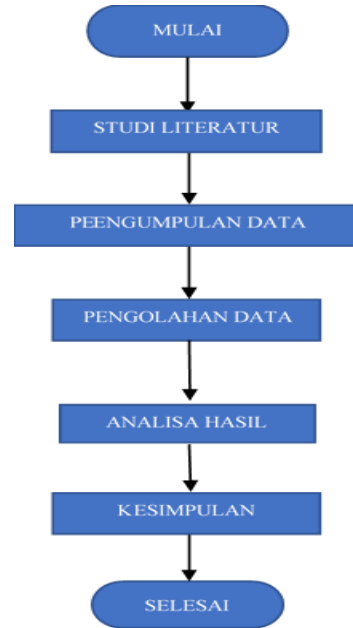 MULAI
STUDI LITERATUR
PEENGUMPULAN DATA
PENGOLAHAN DATA
ANALISA HASIL
KESIMPULAN
SELESAI